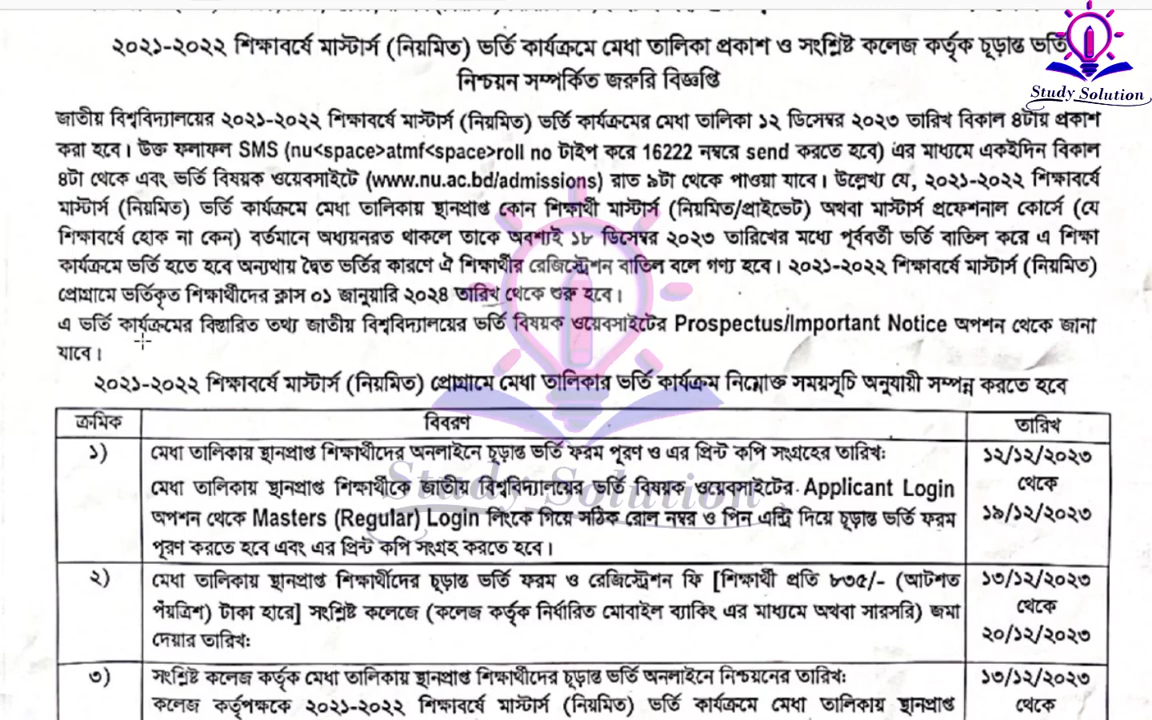 ২০২১-২০২২ শিক্ষাবর্ষে মাস্টার্স (নিয়মিত) ভর্তি কার্যক্রমে মেধা তালিকা প্রকাশ ও সংশ্লিষ্ট কলেজ কর্তৃক চূড়ান্ত ভর্তি
নিশ্চয়ন সম্পর্কিত জরুরি বিজ্ঞপ্তি
Study Solution
জাতীয় বিশ্ববিদ্যালয়ের ২০২১-২০২২ শিক্ষাবর্ষে মাস্টার্স (নিয়মিত) ভর্তি কার্যক্রমের মেধা তালিকা ১২ ডিসেম্বর ২০২৩ তারিখ বিকাল ৪টায় প্রকাশ
করা হবে। উক্ত ফলাফল SMS (nu<space>atmf<space>roll no টাইপ করে 16222 নম্বরে send করতে হবে) এর মাধ্যমে একইদিন বিকাল
৪টা থেকে এবং ভর্তি বিষয়ক ওয়েবসাইটে (www.nu.ac.bd/admissions) রাত ৯টা থেকে পাওয়া যাবে। উল্লেখ্য যে, ২০২১-২০২২ শিক্ষাবর্ষে
মাস্টার্স (নিয়মিত) ভর্তি কার্যক্রমে মেধা তালিকায় স্থানপ্রাপ্ত কোন শিক্ষার্থী মাস্টার্স (নিয়মিত/প্রাইভেট) অথবা মাস্টার্স প্রফেশনাল কোর্সে (যে
শিক্ষাবর্ষে হোক না কেন) বর্তমানে অধ্যয়নরত থাকলে তাকে অবশ্যই ১৮ ডিসেম্বর ২০২৩ তারিখের মধ্যে পূর্ববর্তী ভর্তি বাতিল করে এ শিক্ষা
কার্যক্রমে ভর্তি হতে হবে অন্যথায় দ্বৈত ভর্তির কারণে ঐ শিক্ষার্থীর রেজিস্ট্রেশন বাতিল বলে গণ্য হবে। ২০২১-২০২২ শিক্ষাবর্ষে মাস্টার্স (নিয়মিত)
প্রোগ্রামে ভর্তিকৃত শিক্ষার্থীদের ক্লাস ০১ জানুয়ারি ২০২৪ তারিখ থেকে শুরু হবে।
এ ভর্তি কার্যক্রমের বিস্তারিত তথ্য জাতীয় বিশ্ববিদ্যালয়ের ভর্তি বিষয়ক ওয়েবসাইটের Prospectus/Important Notice অপশন থেকে জানা
যাবে।
২০২১-২০২২ শিক্ষাবর্ষে মাস্টার্স (নিয়মিত) প্রোগ্রামে মেধা তালিকার ভর্তি কার্যক্রম নিম্নোক্ত সময়সূচি অনুযায়ী সম্পন্ন করতে হবে
ক্রমিক বিবরণ তারিখ
১) মেধা তালিকায় স্থানপ্রাপ্ত শিক্ষার্থীদের অনলাইনে চূড়ান্ত ভর্তি ফরম পূরণ ও এর প্রিন্ট কপি সংগ্রহের তারিখঃ ১২/১২/২০২৩
মেধা তালিকায় স্থানপ্রাপ্ত শিক্ষার্থীকে জাতীয় বিশ্ববিদ্যালয়ের ভর্তি বিষয়ক ওয়েবসাইটের Applicant Login থেকে
অপশন থেকে Masters (Regular) Login লিংকে গিয়ে সঠিক রোল নম্বর ও পিন এন্ট্রি দিয়ে চূড়ান্ত ভর্তি ফরম ১৯/১২/২০২৩
পূরণ করতে হবে এবং এর প্রিন্ট কপি সংগ্রহ করতে হবে।
Study Solution
২) মেধা তালিকায় স্থানপ্রাপ্ত শিক্ষার্থীদের চূড়ান্ত ভর্তি ফরম ও রেজিস্ট্রেশন ফি [শিক্ষার্থী প্রতি ৮৩৫/- (আটশত ১৩/১২/২০২৩
পঁয়ত্রিশ) টাকা হারে] সংশ্লিষ্ট কলেজে (কলেজ কর্তৃক নির্ধারিত মোবাইল ব্যাকিং এর মাধ্যমে অথবা সারসরি) জমা থেকে
দেয়ার তারিখঃ ২০/১২/২০২৩
৩) সংশ্লিষ্ট কলেজ কর্তৃক মেধা তালিকায় স্থানপ্রাপ্ত শিক্ষার্থীদের চূড়ান্ত ভর্তি অনলাইনে নিশ্চয়নের তারিখঃ ১৩/১২/২০২৩
কলেজ কর্তৃপক্ষকে ২০২১-২০২২ শিক্ষাবর্ষে মাস্টার্স (নিয়মিত) ভর্তি কার্যক্রমে মেধা তালিকায় স্থানপ্রাপ্ত থেকে